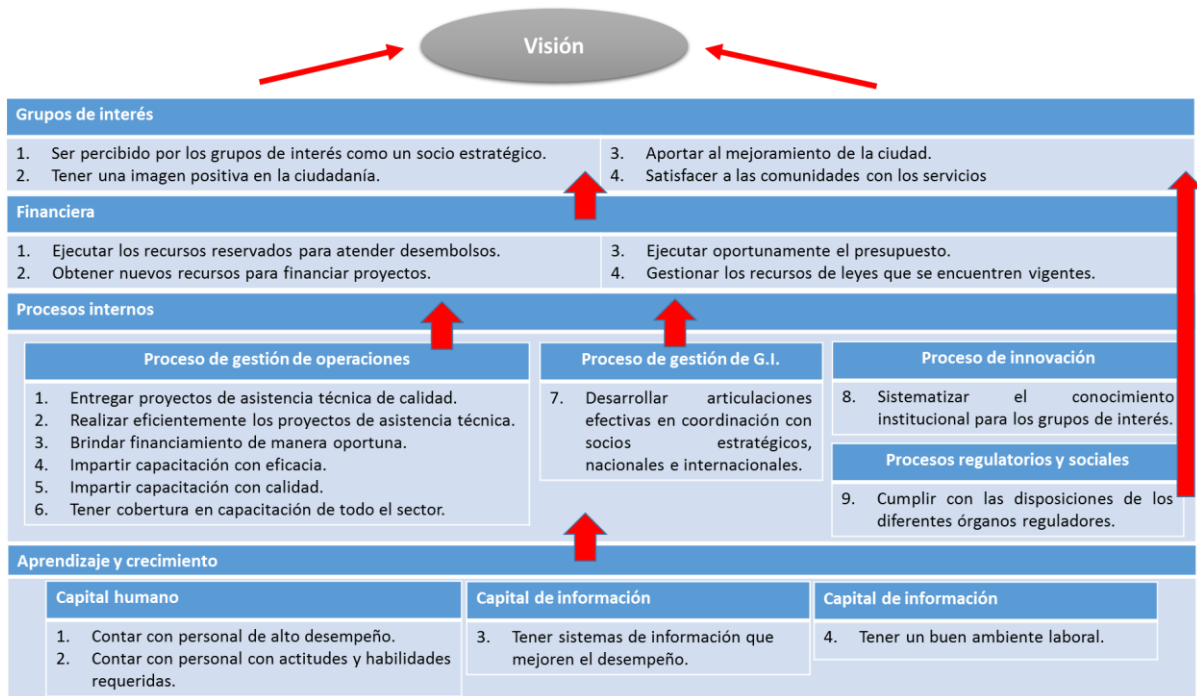 Visión
Grupos de interés
1. Ser percibido por los grupos de interés como un socio estratégico.
2. Tener una imagen positiva en la ciudadanía.
3. Aportar al mejoramiento de la ciudad.
4. Satisfacer a las comunidades con los servicios
Financiera
1. Ejecutar los recursos reservados para atender desembolsos.
2. Obtener nuevos recursos para financiar proyectos.
3. Ejecutar oportunamente el presupuesto.
4. Gestionar los recursos de leyes que se encuentren vigentes.
Procesos internos
Proceso de gestión de operaciones
1. Entregar proyectos de asistencia técnica de calidad.
2. Realizar eficientemente los proyectos de asistencia técnica.
3. Brindar financiamiento de manera oportuna.
4. Impartir capacitación con eficacia.
5. Impartir capacitación con calidad.
6. Tener cobertura en capacitación de todo el sector.
Proceso de gestión de G.I.
7. Desarrollar articulaciones
efectivas en coordinación con
socios estratégicos,
nacionales e internacionales.
Proceso de innovación
8. Sistematizar el conocimiento
institucional para los grupos de interés.
Procesos regulatorios y sociales
9. Cumplir con las disposiciones de los
diferentes órganos reguladores.
Aprendizaje y crecimiento
Capital humano
1. Contar con personal de alto desempeño.
2. Contar con personal con actitudes y habilidades
requeridas.
Capital de información
3. Tener sistemas de información que
mejoren el desempeño.
Capital de información
4. Tener un buen ambiente laboral.